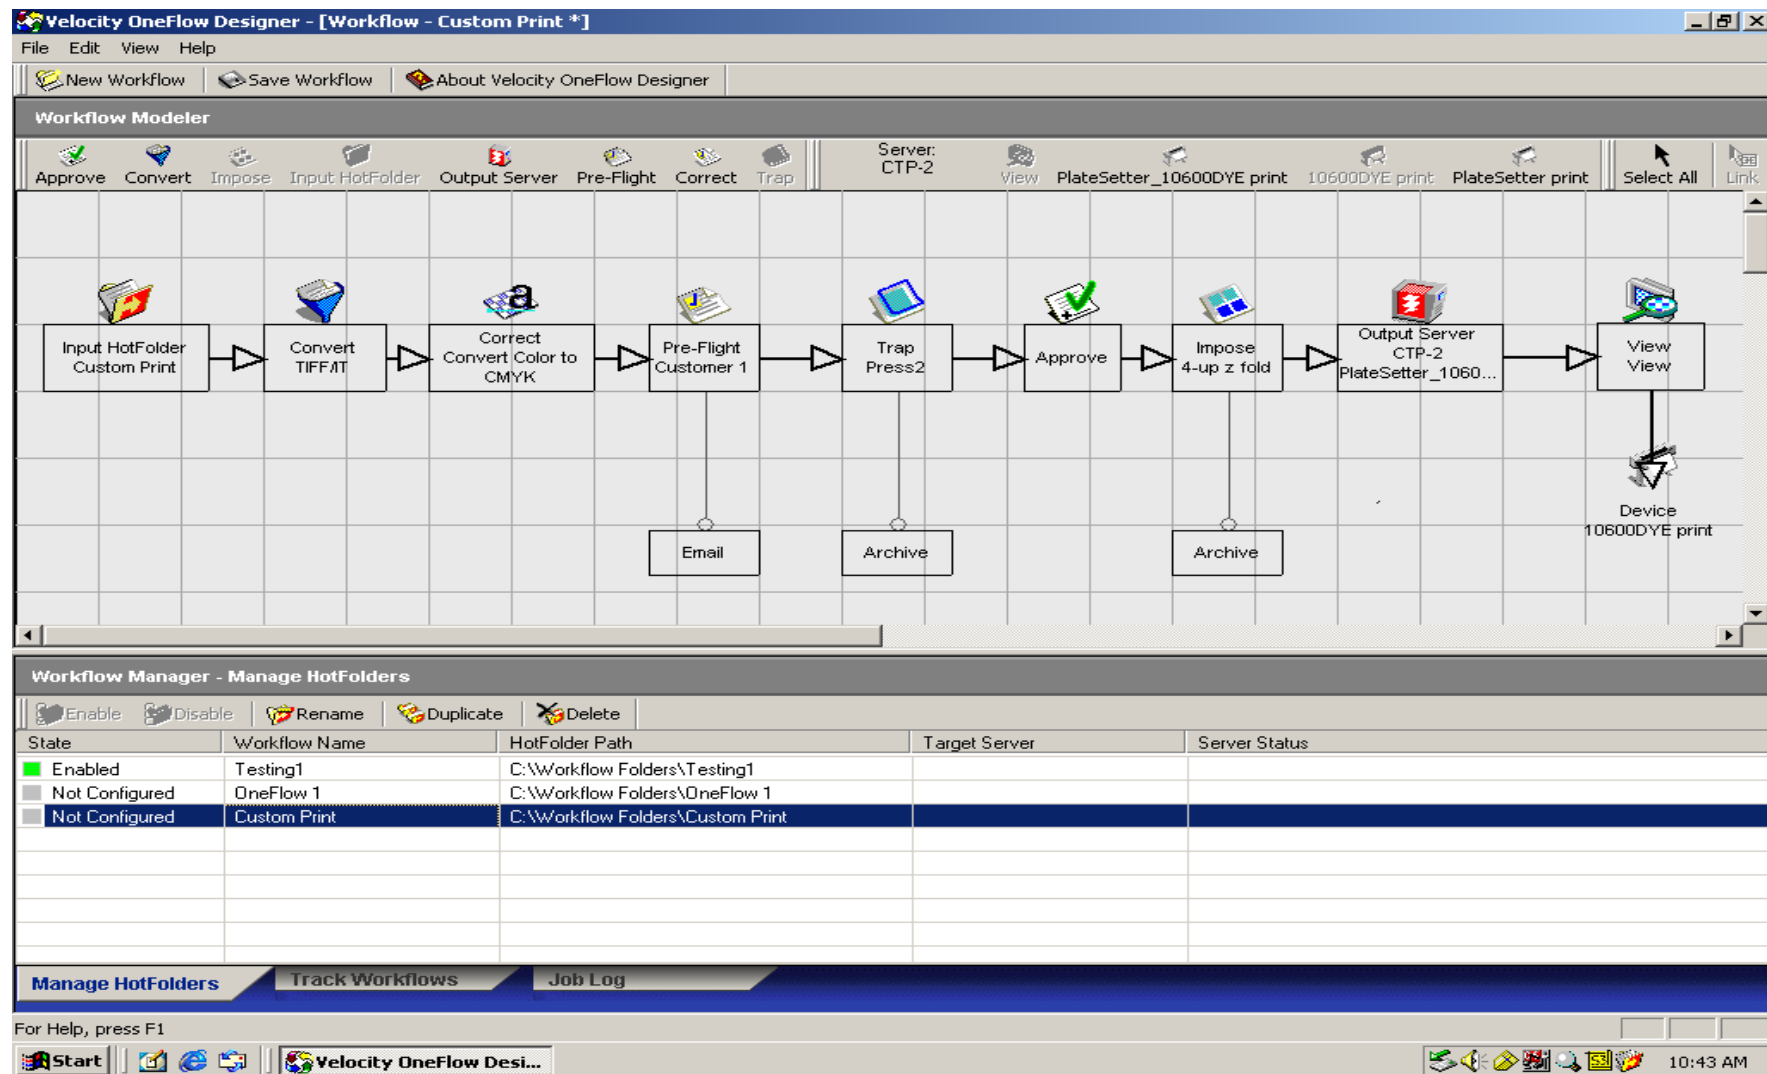 Velocity OneFlow Designer - [Workflow - Custom Print *]
File Edit View Help
New Workflow Save Workflow About Velocity OneFlow Designer
Workflow Modeler
Approve Convert Impose Input HotFolder Output Server Pre-Flight Correct Trap
Server:
CTP-2
View PlateSetter_10600DYE print 10600DYE print PlateSetter print Select All Link
Input HotFolder
Custom Print
Convert
TIFF/IT
Correct
Convert Color to
CMYK
Pre-Flight
Customer 1
Trap
Press2
Approve
Impose
4-up z fold
Output Server
CTP-2
PlateSetter_1060...
View
View
Device
10600DYE print
Email
Archive
Archive
Workflow Manager - Manage HotFolders
Enable Disable Rename Duplicate Delete
State Workflow Name HotFolder Path Target Server Server Status
Enabled Testing1 C:\Workflow Folders\Testing1
Not Configured OneFlow 1 C:\Workflow Folders\OneFlow 1
Not Configured Custom Print C:\Workflow Folders\Custom Print
Manage HotFolders Track Workflows Job Log
For Help, press F1
Start Velocity OneFlow Desi... 10:43 AM